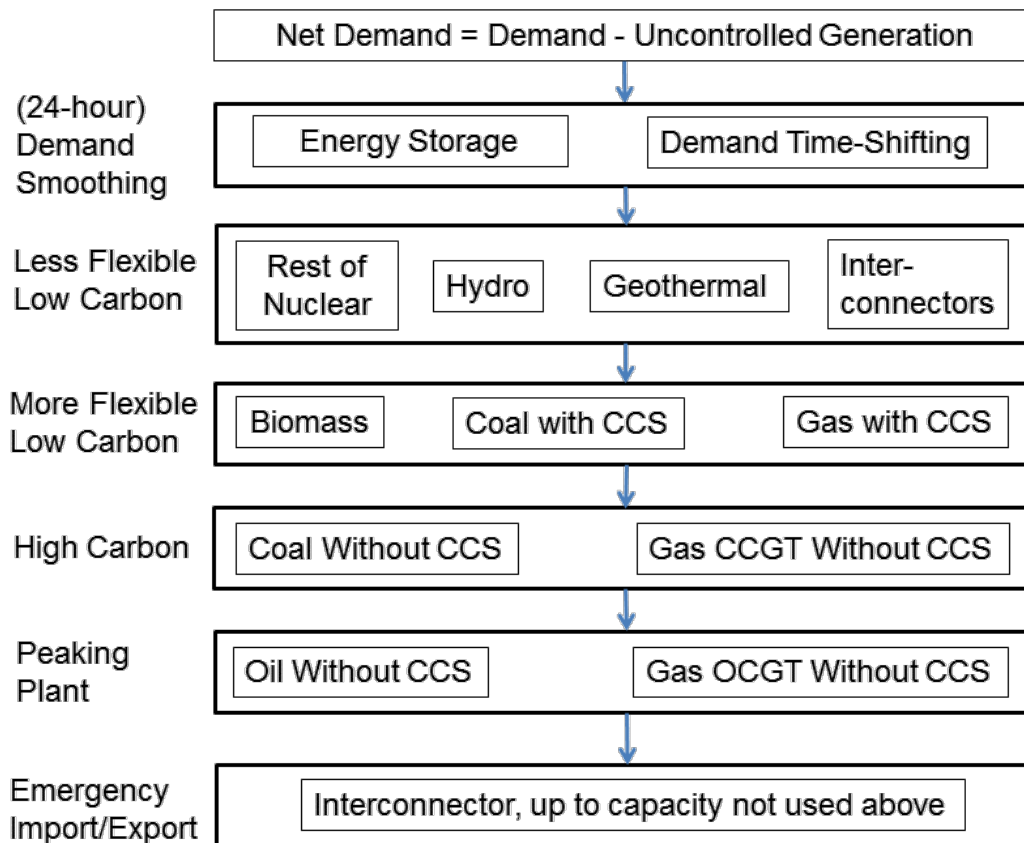 Net Demand = Demand - Uncontrolled Generation
(24-hour)
Demand
Smoothing
Energy Storage
Demand Time-Shifting
Less Flexible
Low Carbon
Rest of
Nuclear
Hydro
Geothermal
Inter-
connectors
More Flexible
Low Carbon
Biomass
Coal with CCS
Gas with CCS
High Carbon
Coal Without CCS
Gas CCGT Without CCS
Peaking
Plant
Oil Without CCS
Gas OCGT Without CCS
Emergency
Import/Export
Interconnector, up to capacity not used above